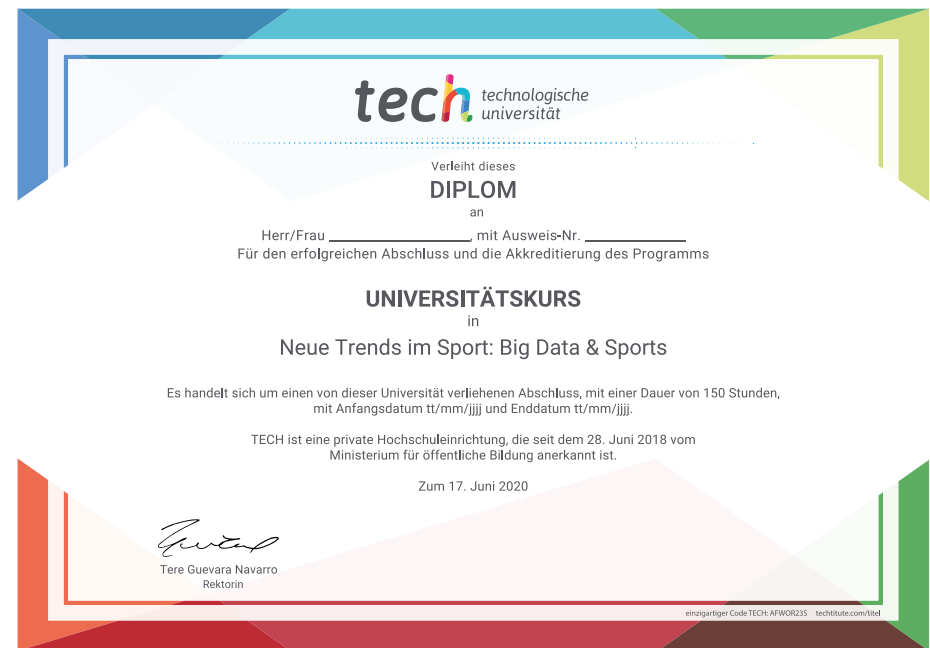 tech technologische
universität
Verleiht dieses
DIPLOM
an
Herr/Frau ____________, mit Ausweis-Nr. ____________
Für den erfolgreichen Abschluss und die Akkreditierung des Programms
UNIVERSITÄTSKURS
in
Neue Trends im Sport: Big Data & Sports
Es handelt sich um einen von dieser Universität verliehenen Abschluss, mit einer Dauer von 150 Stunden,
mit Anfangsdatum tt/mm/jjjj und Enddatum tt/mm/jjjj.
TECH ist eine private Hochschuleinrichtung, die seit dem 28. Juni 2018 vom
Ministerium für öffentliche Bildung anerkannt ist.
Zum 17. Juni 2020
Tere Guevara Navarro
Rektorin
einzigartiger Code TECH: AFWOR235 techtitute.com/titel